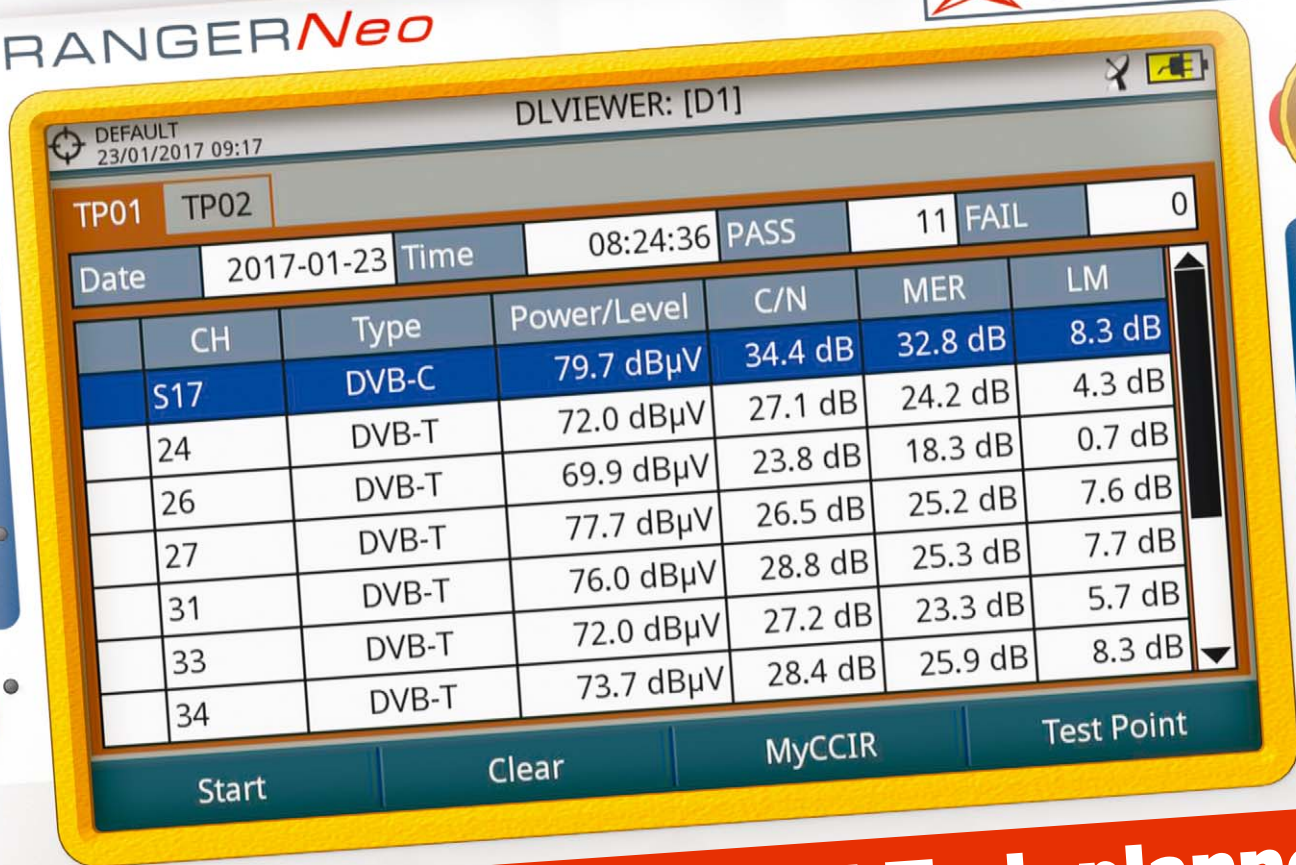 RANGERNeo
DEFAULT
23/01/2017 09:17
DLVIEWER: [D1]
TP01 TP02
Date 2017-01-23 Time 08:24:36 PASS 11 FAIL 0
CH Type Power/Level C/N MER LM
S17 DVB-C 79.7 dBµV 34.4 dB 32.8 dB 8.3 dB
24 DVB-T 72.0 dBµV 27.1 dB 24.2 dB 4.3 dB
26 DVB-T 69.9 dBµV 23.8 dB 18.3 dB 0.7 dB
27 DVB-T 77.7 dBµV 26.5 dB 25.2 dB 7.6 dB
31 DVB-T 76.0 dBµV 28.8 dB 25.3 dB 7.7 dB
33 DVB-T 72.0 dBµV 27.2 dB 23.3 dB 5.7 dB
34 DVB-T 73.7 dBµV 28.4 dB 25.9 dB 8.3 dB
Start Clear MyCCIR Test Point